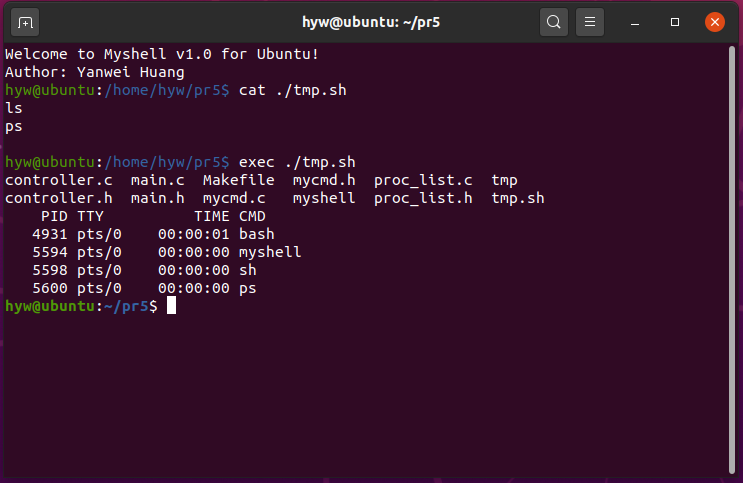 hyw@ubuntu: ~/pr5
Welcome to Myshell v1.0 for Ubuntu!
Author: Yanwei Huang
hyw@ubuntu:/home/hyw/pr5$ cat ./tmp.sh
ls
ps
hyw@ubuntu:/home/hyw/pr5$ exec ./tmp.sh
controller.c  main.c  Makefile  mycmd.h  proc_list.c  tmp
controller.h  main.h  mycmd.c   myshell  proc_list.h  tmp.sh
    PID TTY          TIME CMD
   4931 pts/0    00:00:01 bash
   5594 pts/0    00:00:00 myshell
   5598 pts/0    00:00:00 sh
   5600 pts/0    00:00:00 ps
hyw@ubuntu:~/pr5$